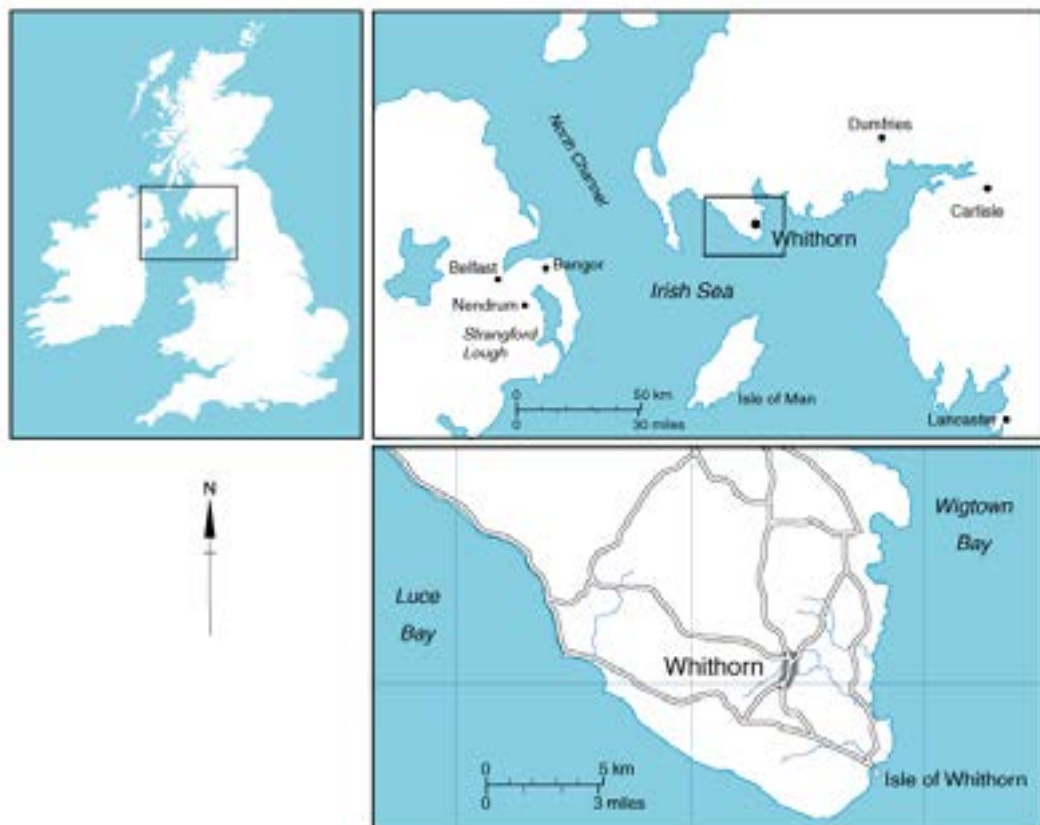 North Channel
Dumfries
Carlisle
Whithorn
Belfast
Bangor
Irish Sea
Nendrum
Strangford
Lough
0 50 km
0 30 miles
Isle of Man
Lancaster
N
Wigtown
Bay
Luce
Bay
Whithorn
0 5 km
0 3 miles
Isle of Whithorn